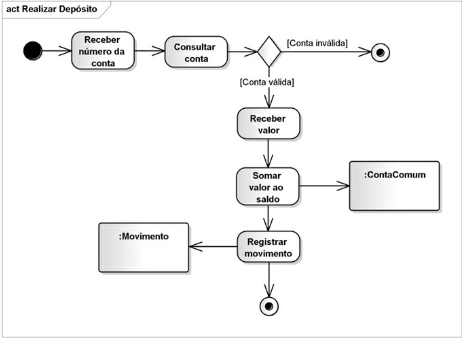 act Realizar Depósito
Receber
número da
conta
Consultar
conta
[Conta inválida]
[Conta válida]
Receber
valor
Somar
valor ao
saldo
:ContaComum
:Movimento
Registrar
movimento